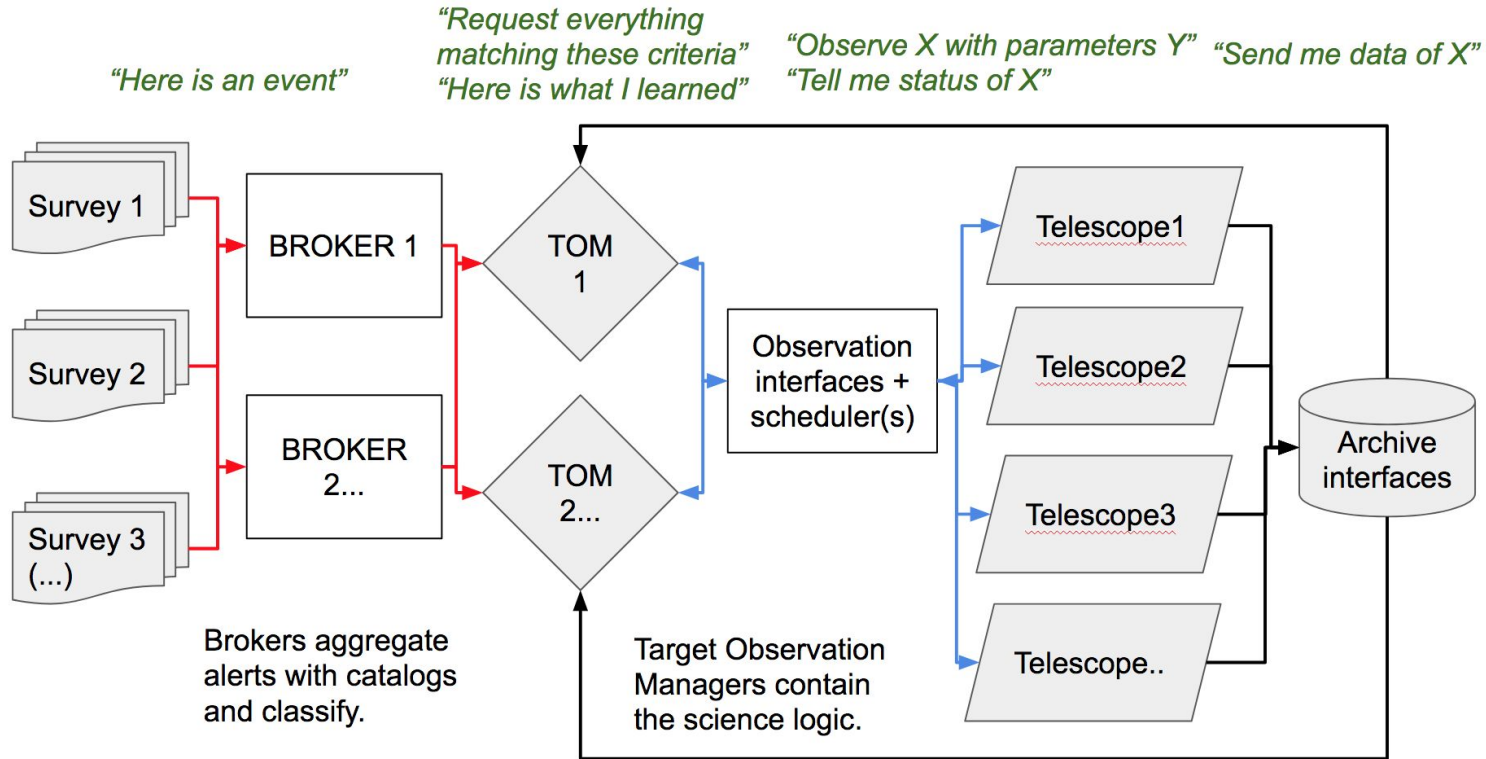 “Request everything
matching these criteria”
“Here is what I learned”
“Observe X with parameters Y”
“Tell me status of X”
“Send me data of X”
“Here is an event”
Survey 1
Survey 2
Survey 3
(...)
BROKER 1
BROKER
2...
TOM
1
TOM
2...
Observation
interfaces +
scheduler(s)
Telescope1
Telescope2
Telescope3
Telescope..
Archive
interfaces
Brokers aggregate
alerts with catalogs
and classify.
Target Observation
Managers contain
the science logic.